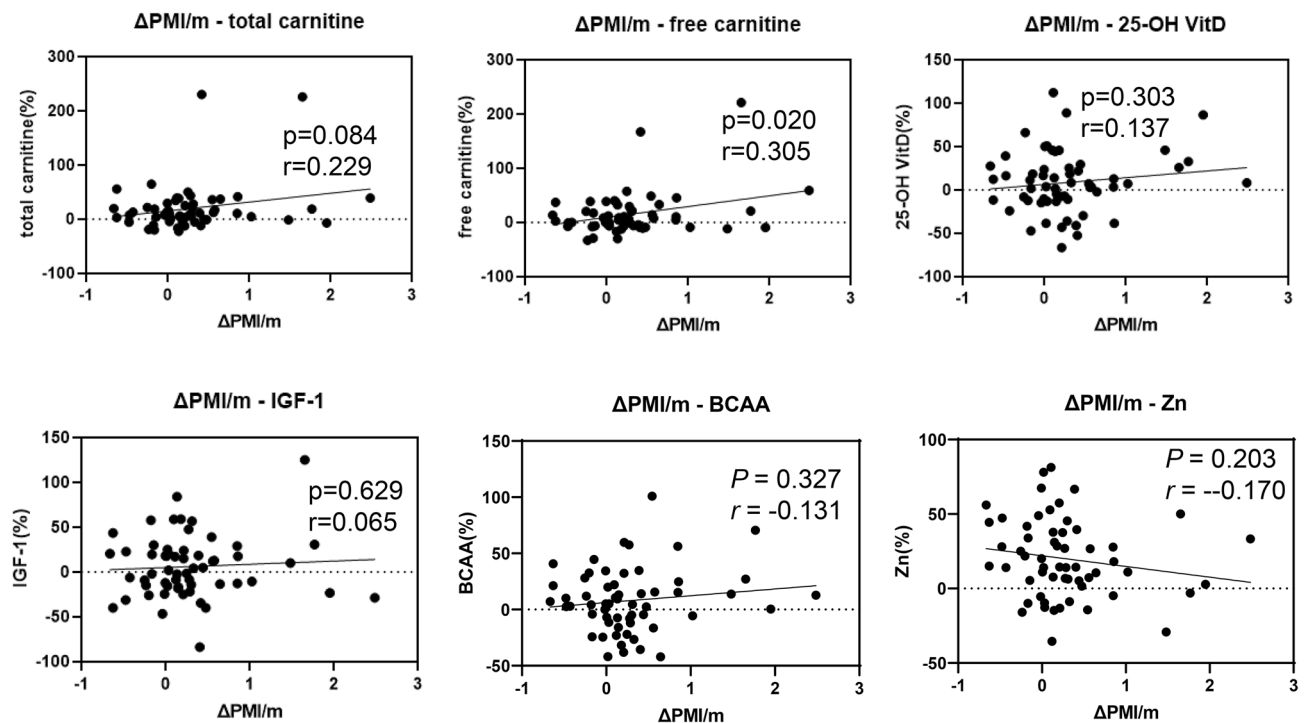 ΔPMI/m - total carnitine
300
200
100
0
-100
-1
0
1
2
3
total carnitine(%)
ΔPMI/m
p=0.084
r=0.229
ΔPMI/m - free carnitine
300
200
100
0
-100
-1
0
1
2
3
free carnitine(%)
ΔPMI/m
p=0.020
r=0.305
ΔPMI/m - 25-OH VitD
150
100
50
0
-50
-100
-1
0
1
2
3
25-OH VitD(%)
ΔPMI/m
p=0.303
r=0.137
ΔPMI/m - IGF-1
150
100
50
0
-50
-100
-1
0
1
2
3
IGF-1(%)
ΔPMI/m
p=0.629
r=0.065
ΔPMI/m - BCAA
150
100
50
0
-50
-1
0
1
2
3
BCAA(%)
ΔPMI/m
P = 0.327
r = -0.131
ΔPMI/m - Zn
100
50
0
-50
-1
0
1
2
3
Zn(%)
ΔPMI/m
P = 0.203
r = --0.170